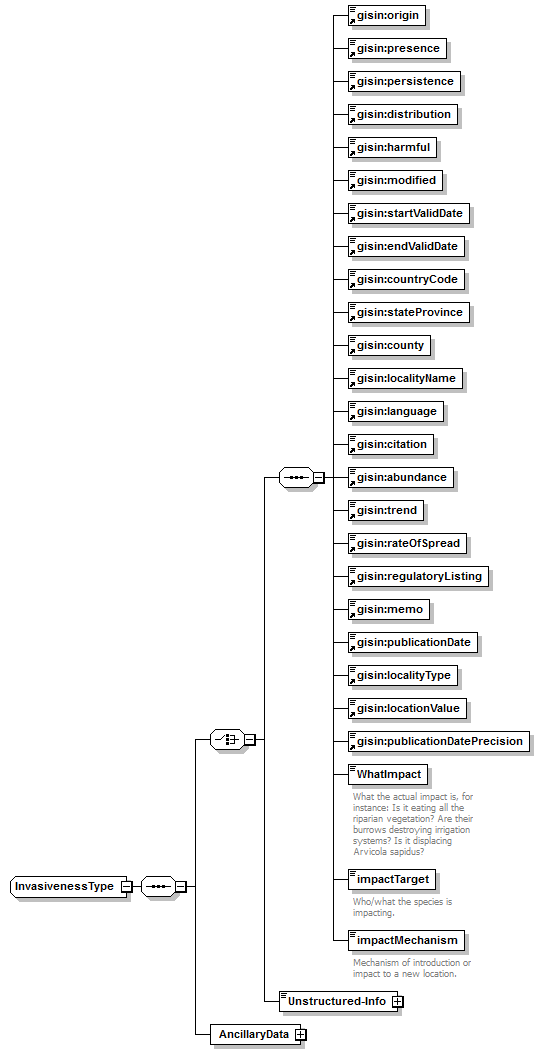 gisin:origin
gisin:presence
gisin:persistence
gisin:distribution
gisin:harmful
gisin:modified
gisin:startValidDate
gisin:endValidDate
gisin:countryCode
gisin:stateProvince
gisin:county
gisin:localityName
gisin:language
gisin:citation
gisin:abundance
gisin:trend
gisin:rateOfSpread
gisin:regulatoryListing
gisin:memo
gisin:publicationDate
gisin:localityType
gisin:locationValue
gisin:publicationDatePrecision
WhatImpact
What the actual impact is, for
instance: Is it eating all the
riparian vegetation? Are their
burrows destroying irrigation
systems? Is it displacing
Arvicola sapidus?
InvasivenessType
impactTarget
Who/what the species is
impacting.
impactMechanism
Mechanism of introduction or
impact to a new location.
Unstructured-Info
AncillaryData